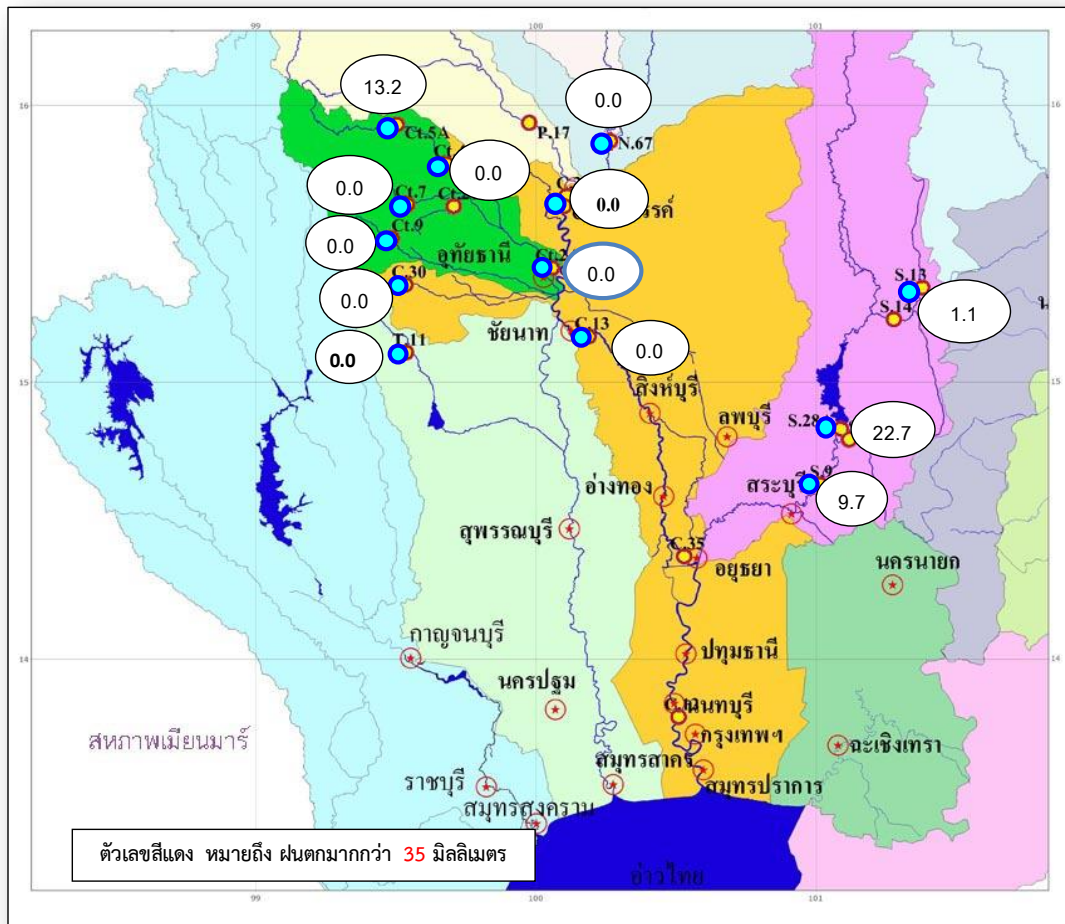 99 100 101
16 16
13.2
0.0
Ct.5A
P.17
N.67
0.0
0.0
0.0
Ct.7
รรค์
Ct.9
0.0
อุทัยธานี
0.0
C.30
0.0
S.13
S.14
1.1
ชัยนาท
C.13
0.0
T.11
0.0
15 15
สิงห์บุรี
ลพบุรี
S.28
22.7
S.9
9.7
สระบุรี
อ่างทอง
สุพรรณบุรี
C.35
อยุธยา
นครนายก
กาญจนบุรี
14 14
ปทุมธานี
นครปฐม
นนทบุรี
กรุงเทพฯ
สหภาพเมียนมาร์
ฉะเชิงเทรา
ราชบุรี
สมุทรสาคร
สมุทรปราการ
สมุทรสงคราม
ตัวเลขสีแดง หมายถึง ฝนตกมากกว่า 35 มิลลิเมตร
อ่าวไทย
99 100 101